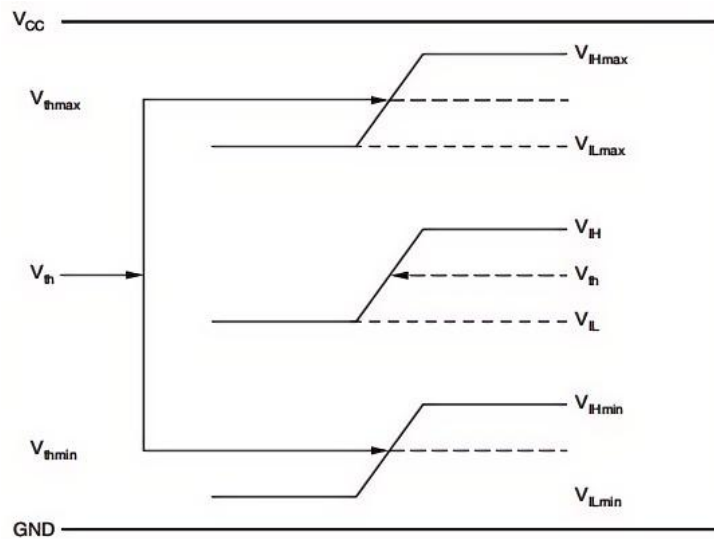 VCC
VIHmax
Vthmax
VILmax
VIH
Vth
Vth
VIL
VIHmin
Vthmin
VILmin
GND